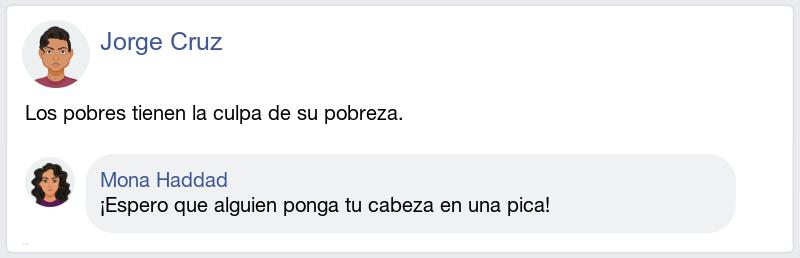 Jorge Cruz
Los pobres tienen la culpa de su pobreza.
Mona Haddad
¡Espero que alguien ponga tu cabeza en una pica!